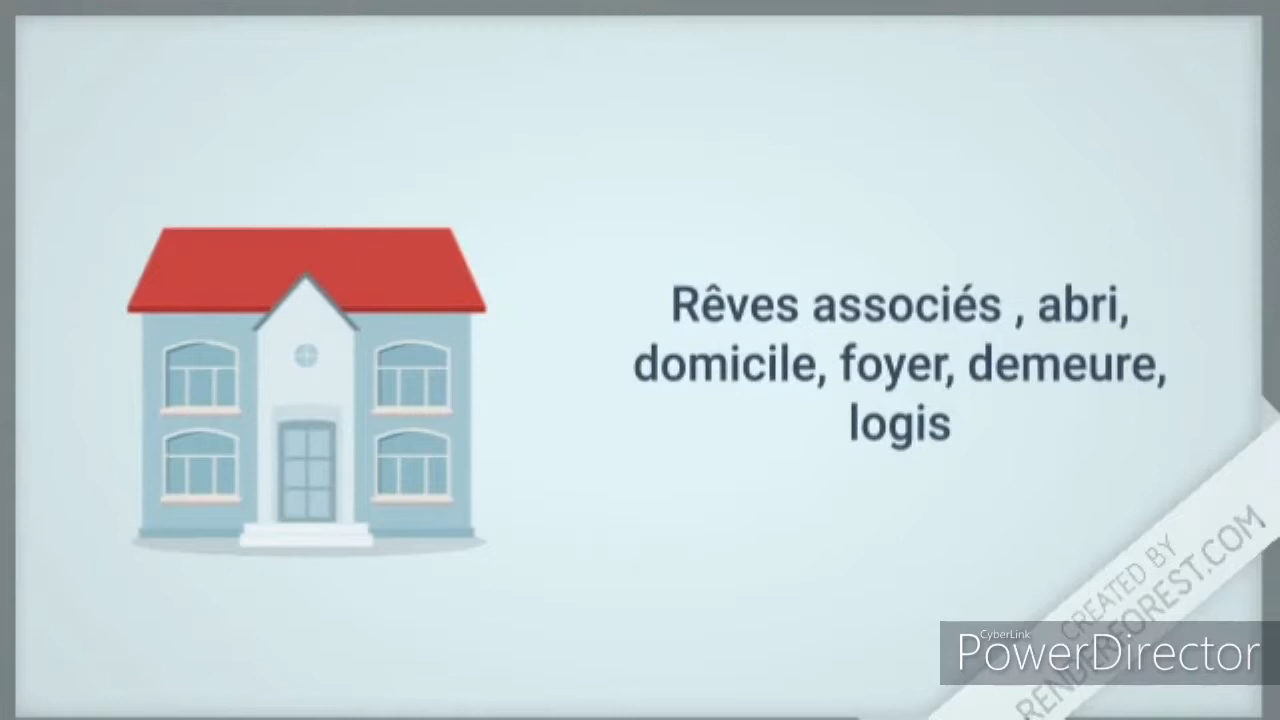 Rêves associés , abri,
domicile, foyer, demeure,
logis
CREATED BY
RENDERFOREST.COM
CyberLink
PowerDirector